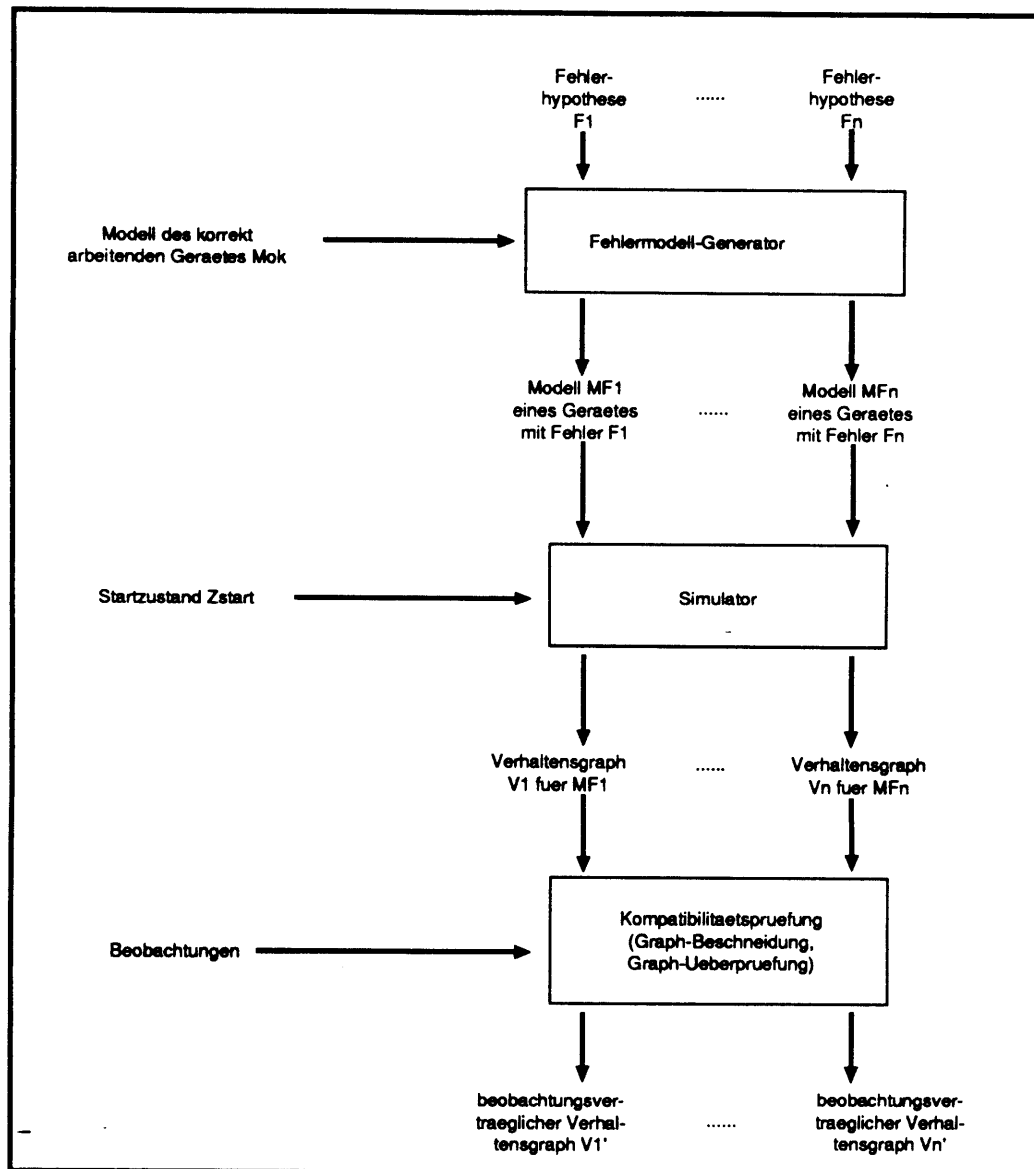 Fehler-
hypothese
F1
......
Fehler-
hypothese
Fn
Modell des korrekt
arbeitenden Geraetes Mok
Fehlermodell-Generator
Modell MF1
eines Geraetes
mit Fehler F1
......
Modell MFn
eines Geraetes
mit Fehler Fn
Startzustand Zstart
Simulator
Verhaltensgraph
V1 fuer MF1
......
Verhaltensgraph
Vn fuer MFn
Beobachtungen
Kompatibilitaetspruefung
(Graph-Beschneidung,
Graph-Ueberpruefung)
beobachtungsver-
traeglicher Verhal-
tensgraph V1'
......
beobachtungsver-
traeglicher Verhal-
tensgraph Vn'